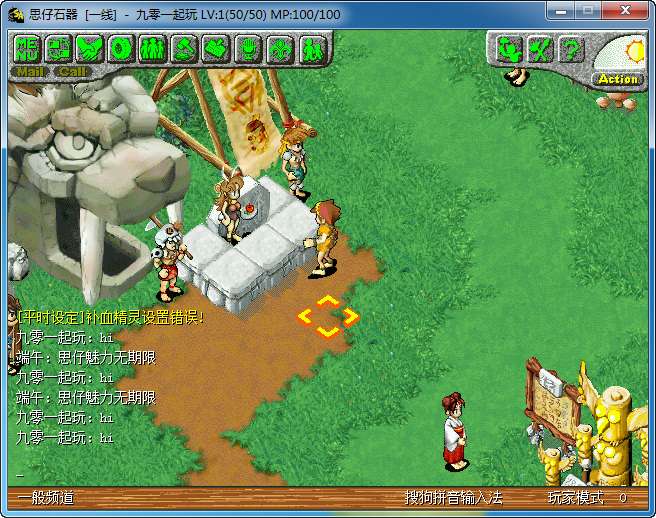 思仔石器 [一线] - 九零一起玩 LV:1(50/50) MP:100/100
MENU
Mail Call
Action
[平时设定]补血精灵设置错误!
九零一起玩: hi
端午: 思仔魅力无期限
九零一起玩: hi
端午: 思仔魅力无期限
九零一起玩: hi
九零一起玩: hi
_
一般频道 搜狗拼音输入法 玩家模式 0